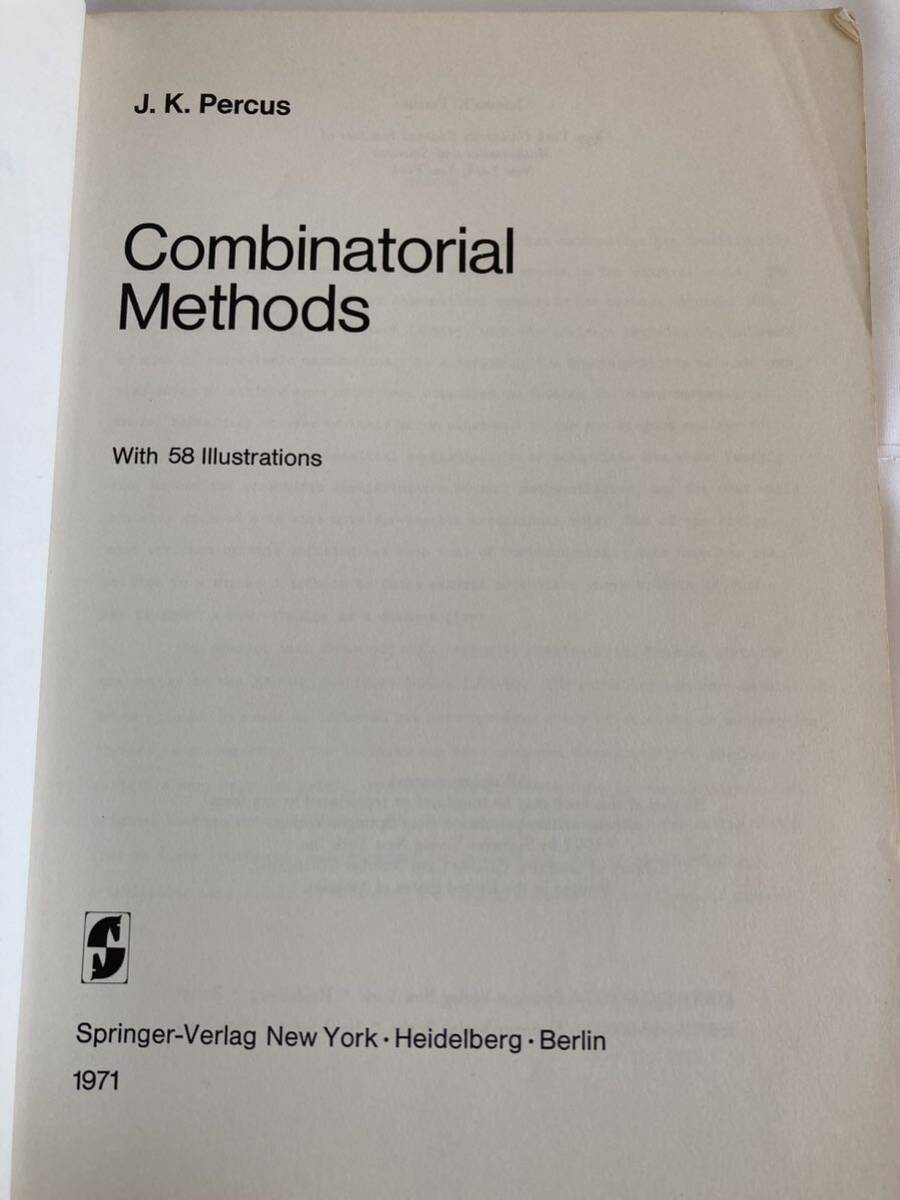 J. K. Percus
Combinatorial
Methods
With 58 Illustrations
Springer-Verlag New York · Heidelberg · Berlin
1971